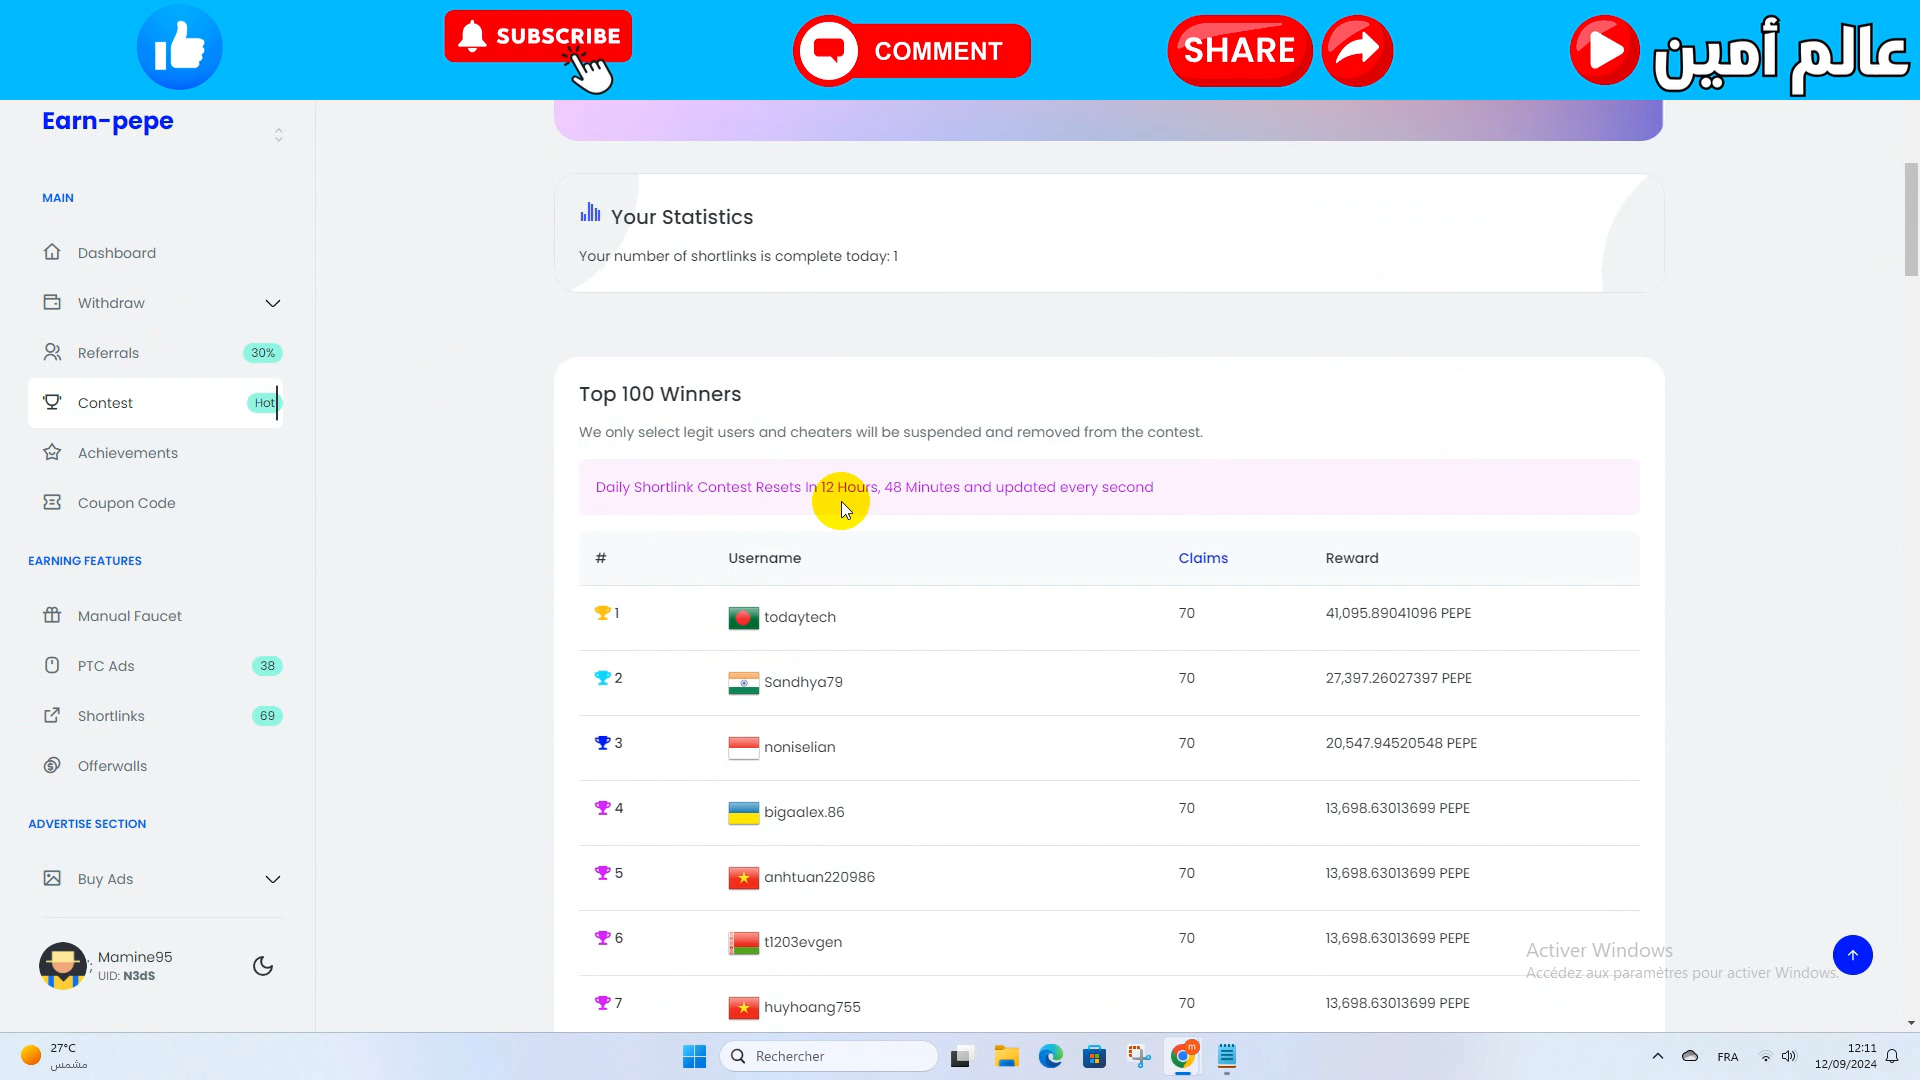 SUBSCRIBE
COMMENT
SHARE
عالم أمين
Earn-pepe
MAIN
Dashboard
Withdraw
Referrals 30%
Contest Hot
Achievements
Coupon Code
EARNING FEATURES
Manual Faucet
PTC Ads 38
Shortlinks 69
Offerwalls
ADVERTISE SECTION
Buy Ads
Mamine95
UID: N3dS
Your Statistics
Your number of shortlinks is complete today: 1
Top 100 Winners
We only select legit users and cheaters will be suspended and removed from the contest.
Daily Shortlink Contest Resets In 12 Hours, 48 Minutes and updated every second
# Username Claims Reward
1 todaytech 70 41,095.89041096 PEPE
2 Sandhya79 70 27,397.26027397 PEPE
3 noniselian 70 20,547.94520548 PEPE
4 bigaalex.86 70 13,698.63013699 PEPE
5 anhtuan220986 70 13,698.63013699 PEPE
6 t1203evgen 70 13,698.63013699 PEPE
7 huyhoang755 70 13,698.63013699 PEPE
Activer Windows
Accédez aux paramètres pour activer Windows.
27°C
مشمس
Rechercher
m
FRA
12:11
12/09/2024